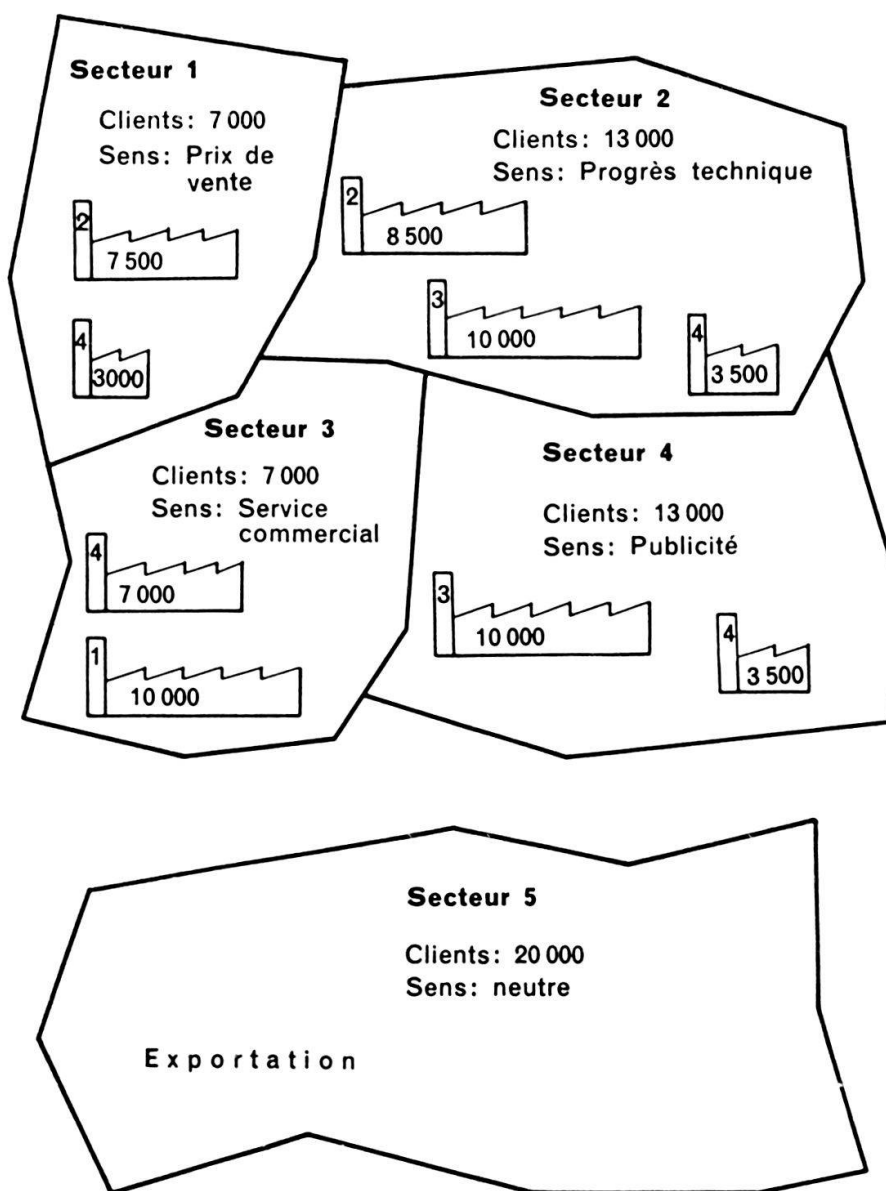 Secteur 1
Clients: 7 000
Sens: Prix de
vente
2
7 500
4
3000
Secteur 2
Clients: 13 000
Sens: Progrès technique
2
8 500
3
10 000
4
3 500
Secteur 3
Clients: 7 000
Sens: Service
commercial
4
7 000
1
10 000
Secteur 4
Clients: 13 000
Sens: Publicité
3
10 000
4
3 500
Secteur 5
Clients: 20 000
Sens: neutre
Exportation